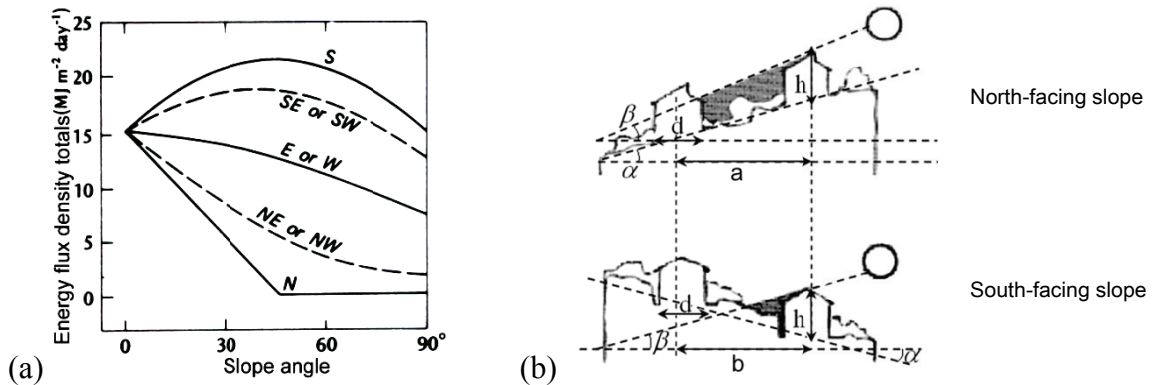 (a)
Energy flux density totals(MJ m⁻² day⁻¹)
25
20
15
10
5
0
S
SE or SW
E or W
NE or NW
N
0 30 60 90°
Slope angle
(b)
β
d
h
α
a
North-facing slope
d
h
β
b
α
South-facing slope